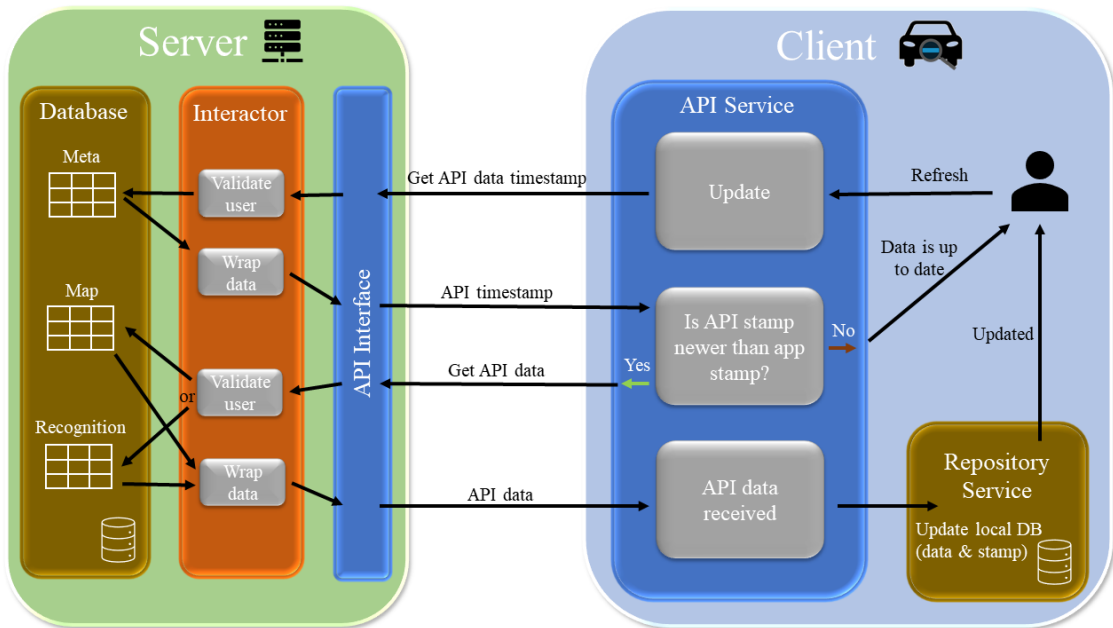 Server
Client
Database
Interactor
API Service
Meta
Validate
user
Get API data timestamp
Update
Refresh
Wrap
data
Data is up
to date
Map
API Interface
API timestamp
Is API stamp
newer than app
stamp?
No
Yes
Updated
Validate
user
or
Get API data
Recognition
Wrap
data
API data
API data
received
Repository
Service
Update local DB
(data & stamp)